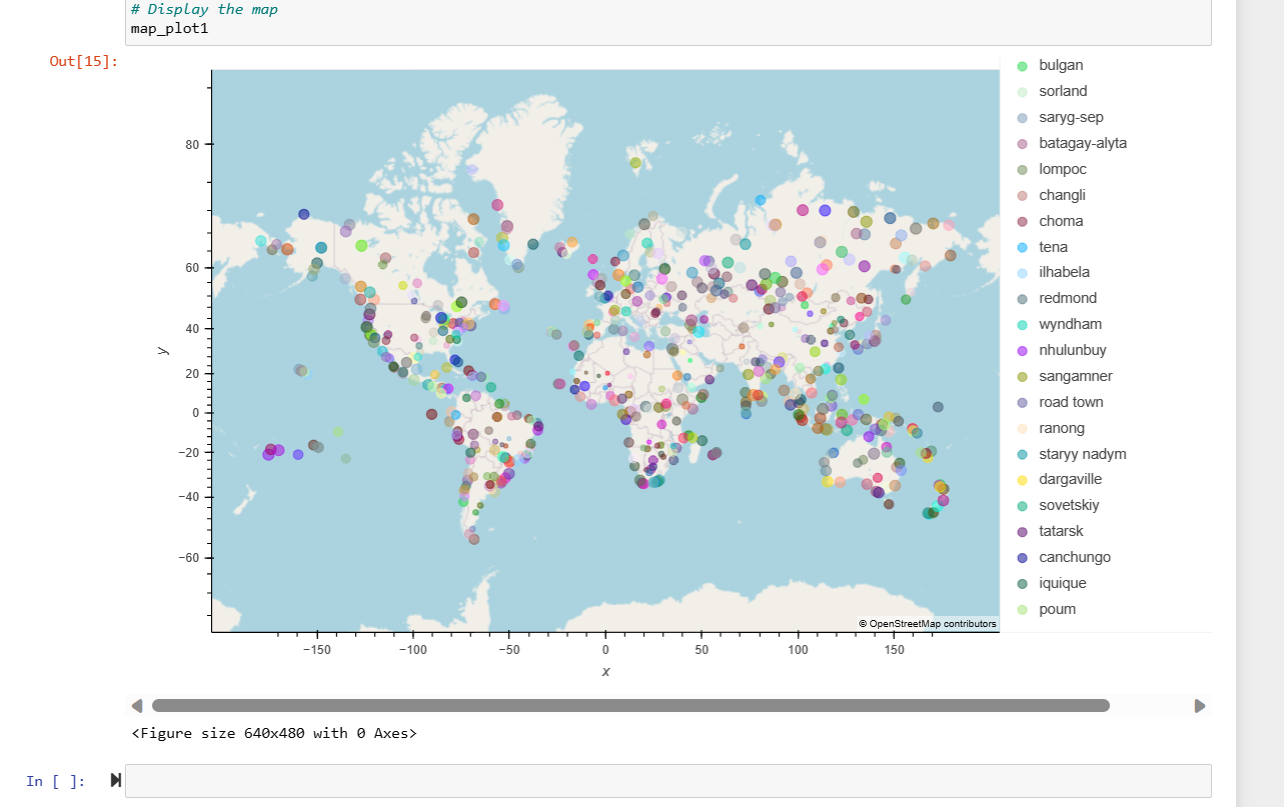 # Display the map
map_plot1
Out[15]:
80
60
40
20
0
−20
−40
−60
y
−150
−100
−50
0
50
100
150
x
© OpenStreetMap contributors
bulgan
sorland
saryg-sep
batagay-alyta
lompoc
changli
choma
tena
ilhabela
redmond
wyndham
nhulunbuy
sangamner
road town
ranong
staryy nadym
dargaville
sovetskiy
tatarsk
canchungo
iquique
poum
<Figure size 640x480 with 0 Axes>
In [ ]: